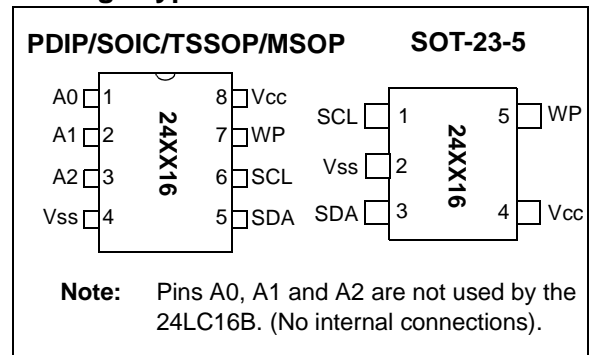 PDIP/SOIC/TSSOP/MSOP
A0 1 8 Vcc
A1 2 7 WP
A2 3 6 SCL
Vss 4 5 SDA
24XX16
SOT-23-5
SCL 1 5 WP
Vss 2
SDA 3 4 Vcc
24XX16
Note: Pins A0, A1 and A2 are not used by the
24LC16B. (No internal connections).